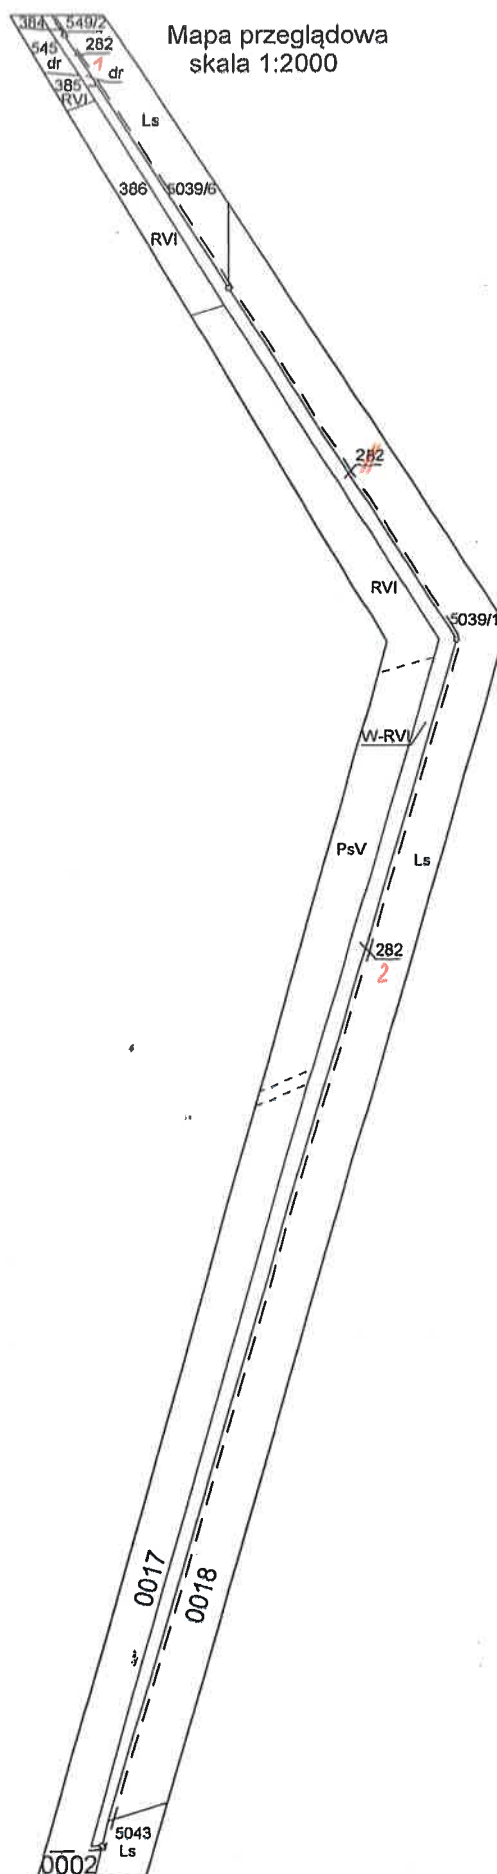 Mapa przeglądowa
skala 1:2000
384 549/2
545
dr
282
1
dr
385
RVI
Ls
386
5039/6
RVI
282
RVI
5039/1
W-RVI
PsV
Ls
282
2
0017
0018
5043
Ls
0002